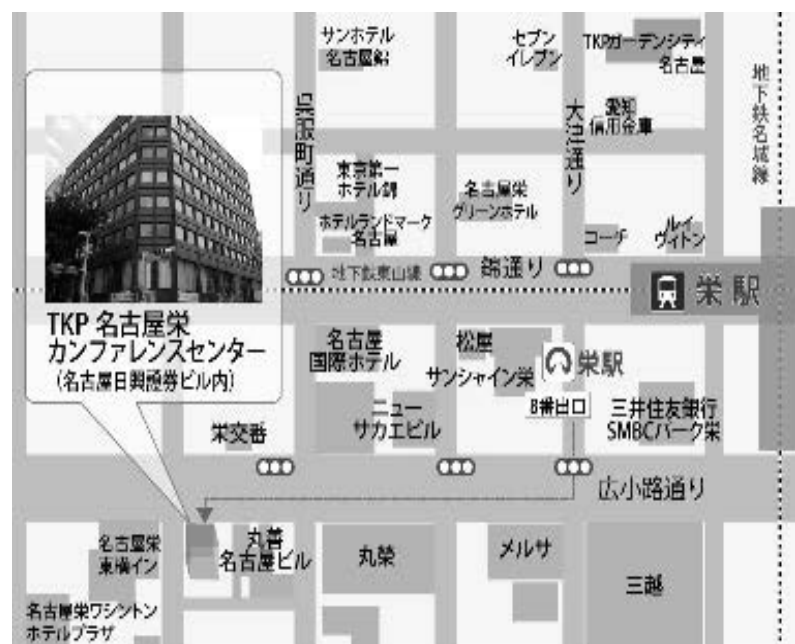 サンホテル
名古屋錦
セブン
イレブン
TKPガーデンシティ
名古屋
地下鉄名城線
愛知
信用金庫
呉服町通り
大津通り
東京第一
ホテル錦
名古屋栄
グリーンホテル
ホテルランドマーク
名古屋
コーチ
ルイ
ヴィトン
地下鉄東山線
錦通り
栄駅
TKP 名古屋栄
カンファレンスセンター
(名古屋日興證券ビル内)
名古屋
国際ホテル
松屋
サンシャイン栄
栄駅
8番出口
三井住友銀行
SMBCパーク栄
ニュー
サカエビル
栄交番
広小路通り
名古屋栄
東横イン
丸善
名古屋ビル
丸榮
メルサ
三越
名古屋栄ワシントン
ホテルプラザ